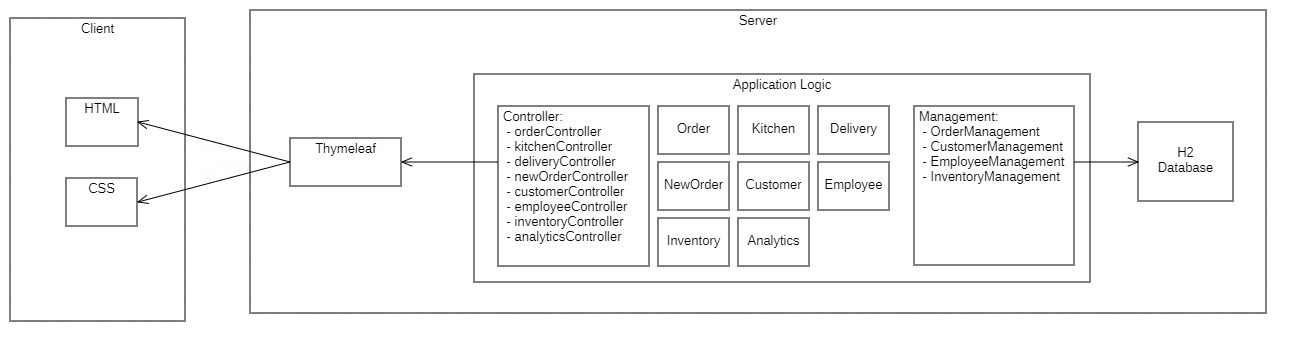 Client
HTML
CSS
Server
Thymeleaf
Application Logic
Controller:
- orderController
- kitchenController
- deliveryController
- newOrderController
- customerController
- employeeController
- inventoryController
- analyticsController
Order
Kitchen
Delivery
NewOrder
Customer
Employee
Inventory
Analytics
Management:
- OrderManagement
- CustomerManagement
- EmployeeManagement
- InventoryManagement
H2
Database